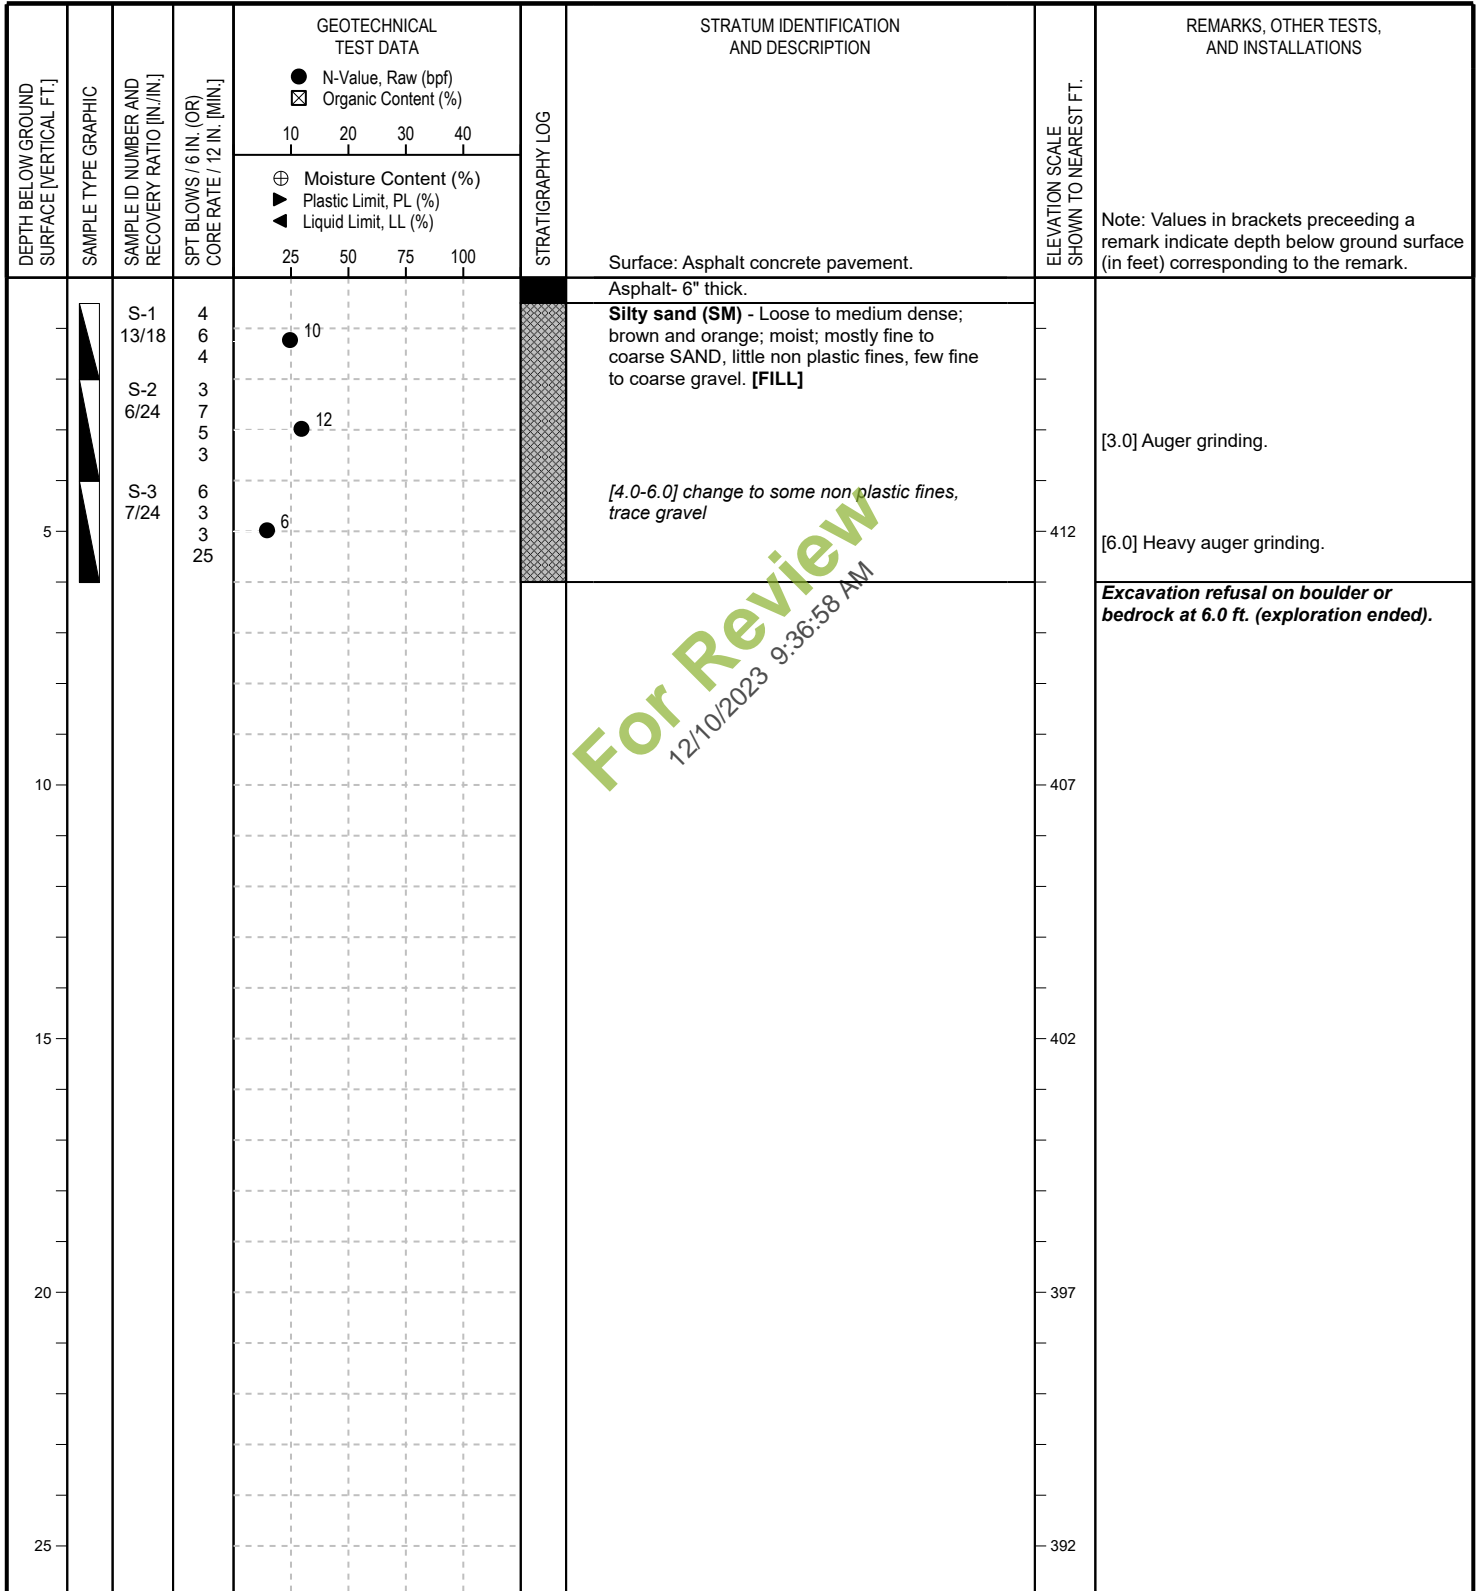 DEPTH BELOW GROUND
SURFACE [VERTICAL FT.]
SAMPLE TYPE GRAPHIC
SAMPLE ID NUMBER AND
RECOVERY RATIO [IN./IN.]
SPT BLOWS / 6 IN. (OR)
CORE RATE / 12 IN. [MIN.]
GEOTECHNICAL
TEST DATA
N-Value, Raw (bpf)
Organic Content (%)
10 20 30 40
Moisture Content (%)
Plastic Limit, PL (%)
Liquid Limit, LL (%)
25 50 75 100
STRATIGRAPHY LOG
STRATUM IDENTIFICATION
AND DESCRIPTION
Surface: Asphalt concrete pavement.
ELEVATION SCALE
SHOWN TO NEAREST FT.
REMARKS, OTHER TESTS,
AND INSTALLATIONS
Note: Values in brackets preceeding a
remark indicate depth below ground surface
(in feet) corresponding to the remark.
Asphalt- 6" thick.
S-1
13/18
4
6
4
10
Silty sand (SM) - Loose to medium dense;
brown and orange; moist; mostly fine to
coarse SAND, little non plastic fines, few fine
to coarse gravel. [FILL]
S-2
6/24
3
7
5
3
12
[3.0] Auger grinding.
S-3
7/24
6
3
3
25
6
[4.0-6.0] change to some non plastic fines,
trace gravel
5
412
[6.0] Heavy auger grinding.
Excavation refusal on boulder or
bedrock at 6.0 ft. (exploration ended).
For Review
12/10/2023 9:36:58 AM
10
407
15
402
20
397
25
392